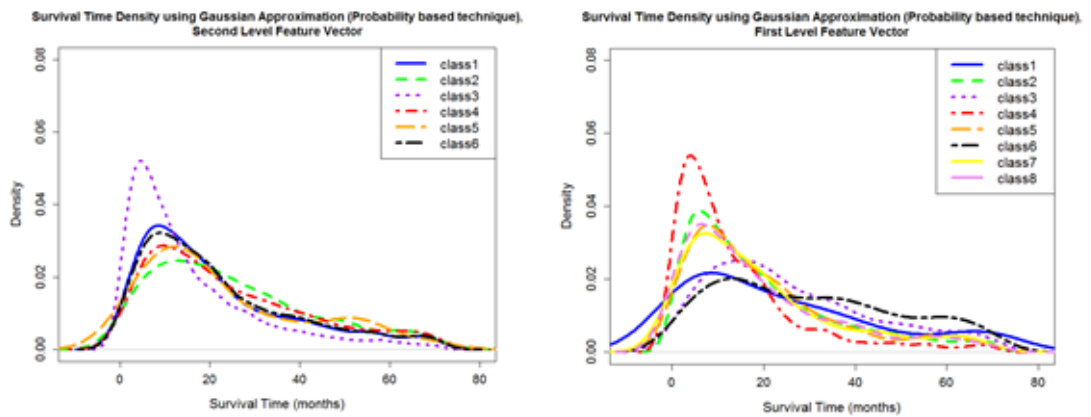 Survival Time Density using Gaussian Approximation (Probability based technique),
Second Level Feature Vector
0.08
0.06
0.04
0.02
0.00
Density
class1
class2
class3
class4
class5
class6
0 20 40 60 80
Survival Time (months)
Survival Time Density using Gaussian Approximation (Probability based technique),
First Level Feature Vector
0.08
0.06
0.04
0.02
0.00
Density
class1
class2
class3
class4
class5
class6
class7
class8
0 20 40 60 80
Survival Time (months)